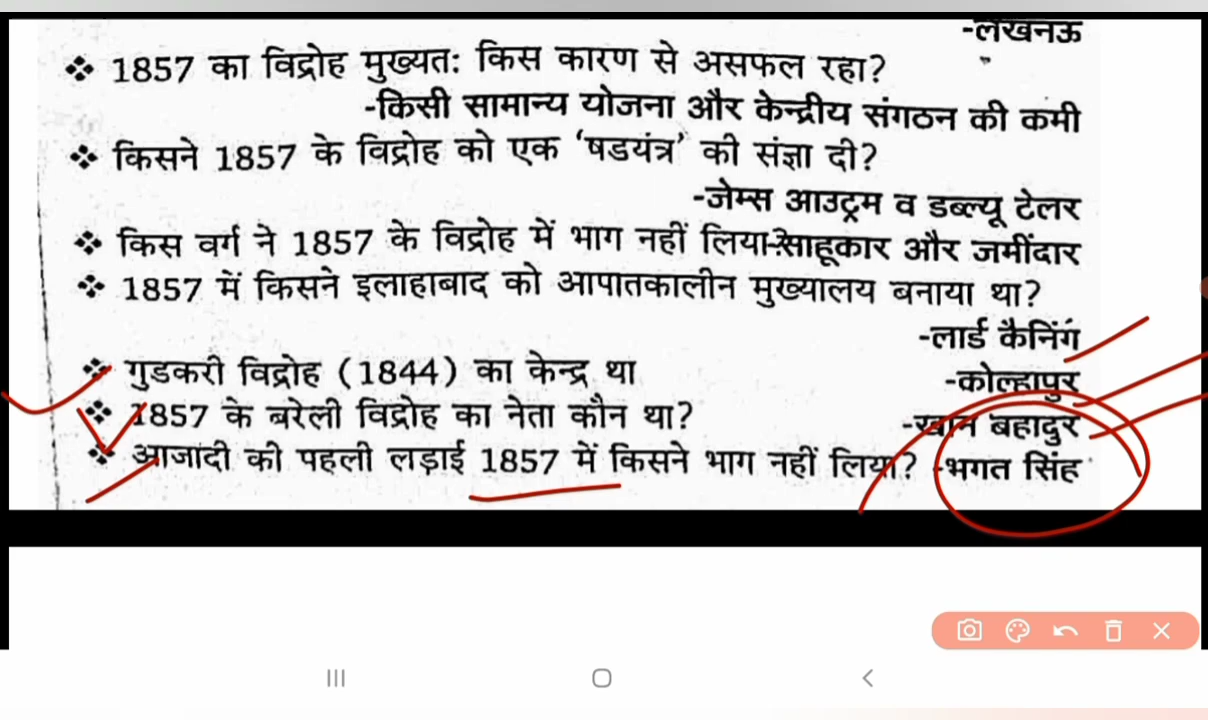 -लखनऊ
❖ 1857 का विद्रोह मुख्यत: किस कारण से असफल रहा?
-किसी सामान्य योजना और केन्द्रीय संगठन की कमी
❖ किसने 1857 के विद्रोह को एक ‘षडयंत्र’ की संज्ञा दी?
-जेम्स आउट्रम व डब्ल्यू टेलर
❖ किस वर्ग ने 1857 के विद्रोह में भाग नहीं लिया?-साहूकार और जमींदार
❖ 1857 में किसने इलाहाबाद को आपातकालीन मुख्यालय बनाया था?
-लार्ड कैनिंग
❖ गुडकरी विद्रोह (1844) का केन्द्र था -कोल्हापुर
❖ 1857 के बरेली विद्रोह का नेता कौन था? -खान बहादुर
❖ आजादी की पहली लड़ाई 1857 में किसने भाग नहीं लिया? -भगत सिंह